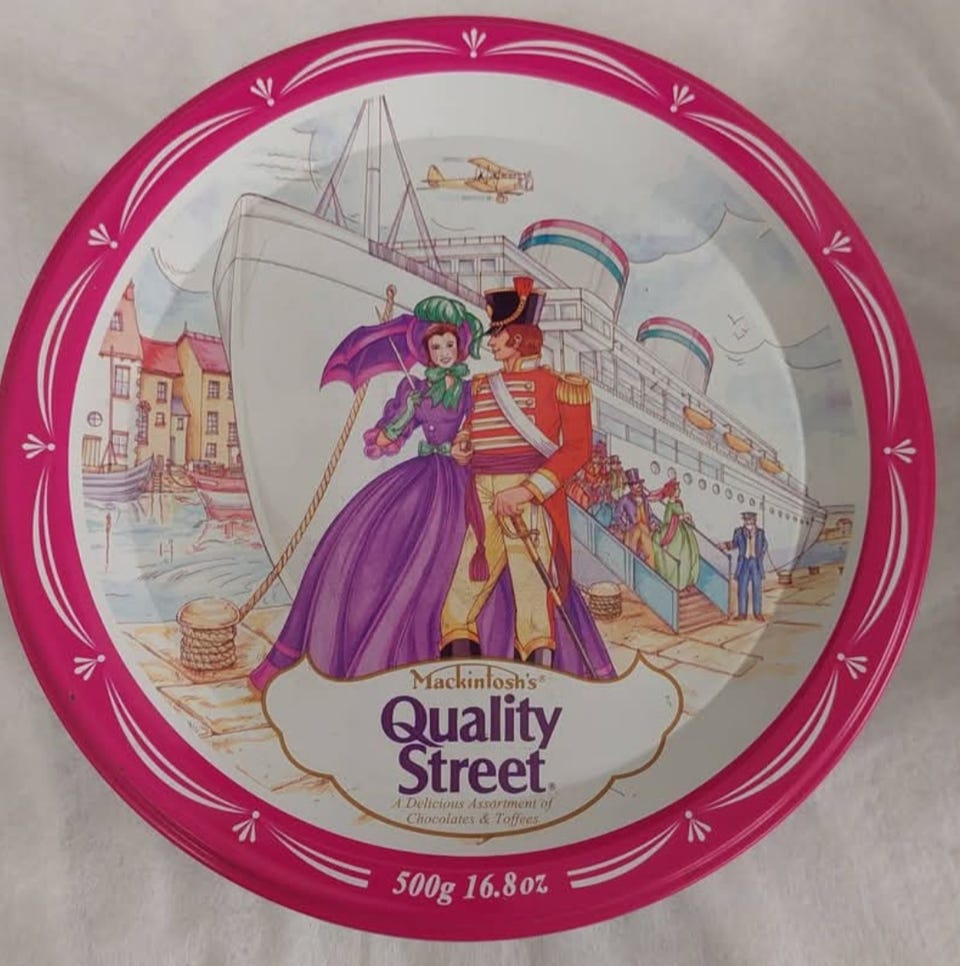 Mackintosh's®
Quality
Street®
A Delicious Assortment of
Chocolates & Toffees
500g 16.8oz